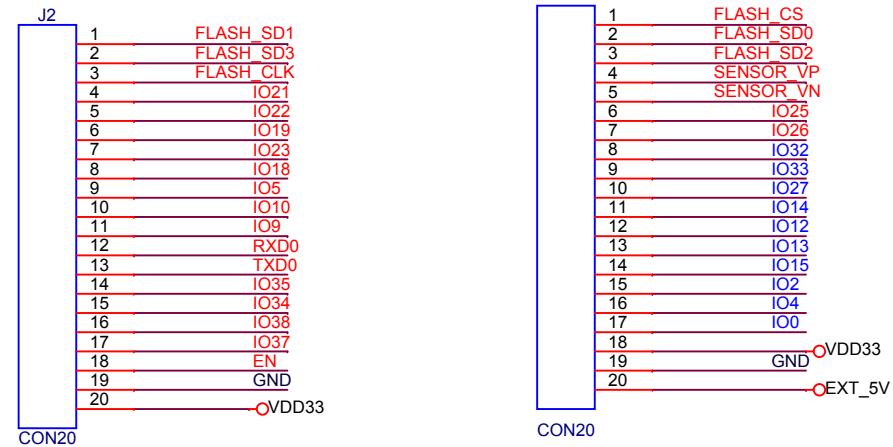 J2
1 FLASH_SD1
2 FLASH_SD3
3 FLASH_CLK
4 IO21
5 IO22
6 IO19
7 IO23
8 IO18
9 IO5
10 IO10
11 IO9
12 RXD0
13 TXD0
14 IO35
15 IO34
16 IO38
17 IO37
18 EN
19 GND
20 VDD33
CON20
1 FLASH_CS
2 FLASH_SD0
3 FLASH_SD2
4 SENSOR_VP
5 SENSOR_VN
6 IO25
7 IO26
8 IO32
9 IO33
10 IO27
11 IO14
12 IO12
13 IO13
14 IO15
15 IO2
16 IO4
17 IO0
18 VDD33
19 GND
20 EXT_5V
CON20